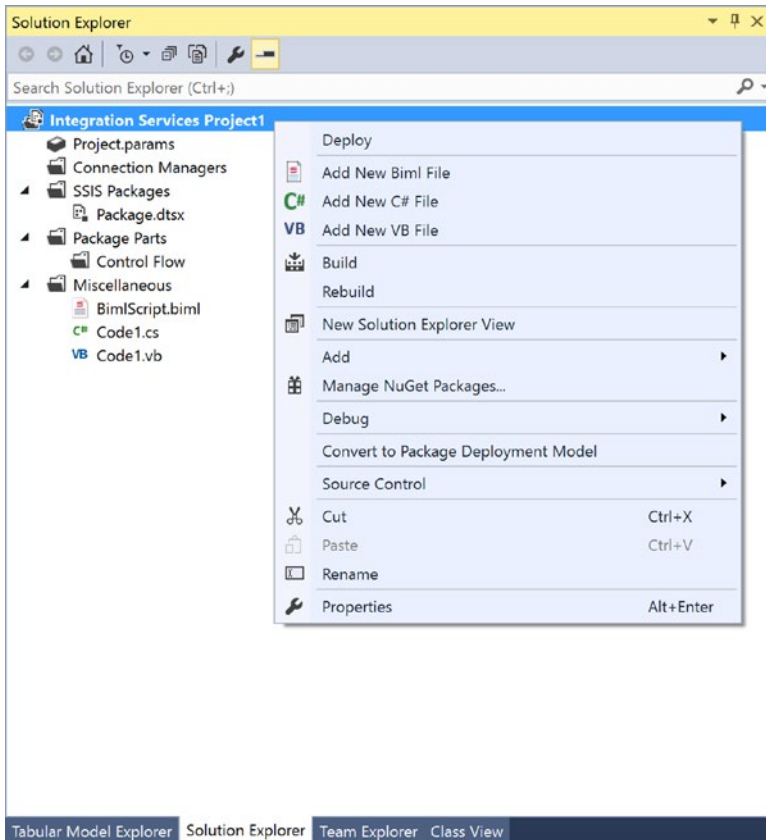 Solution Explorer
Search Solution Explorer (Ctrl+;)
Integration Services Project1
Project.params
Connection Managers
SSIS Packages
Package.dtsx
Package Parts
Control Flow
Miscellaneous
BimlScript.biml
C# Code1.cs
VB Code1.vb
Deploy
Add New Biml File
C# Add New C# File
VB Add New VB File
Build
Rebuild
New Solution Explorer View
Add
Manage NuGet Packages...
Debug
Convert to Package Deployment Model
Source Control
Cut Ctrl+X
Paste Ctrl+V
Rename
Properties Alt+Enter
Tabular Model Explorer Solution Explorer Team Explorer Class View